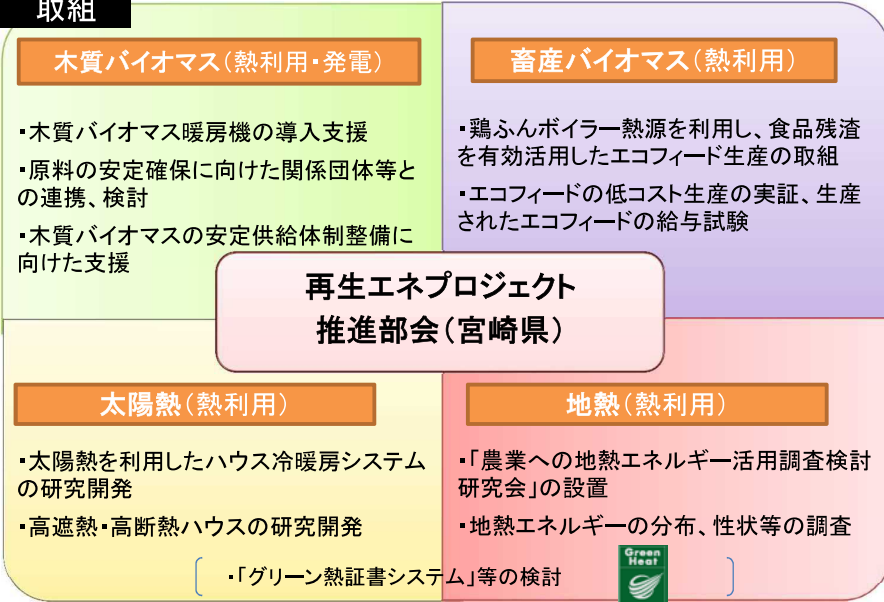 取組
木質バイオマス(熱利用・発電)
・木質バイオマス暖房機の導入支援
・原料の安定確保に向けた関係団体等と
の連携、検討
・木質バイオマスの安定供給体制整備に
向けた支援
畜産バイオマス(熱利用)
・鶏ふんボイラー熱源を利用し、食品残渣
を有効活用したエコフィード生産の取組
・エコフィードの低コスト生産の実証、生産
されたエコフィードの給与試験
再生エネプロジェクト
推進部会(宮崎県)
太陽熱(熱利用)
・太陽熱を利用したハウス冷暖房システム
の研究開発
・高遮熱・高断熱ハウスの研究開発
地熱(熱利用)
・「農業への地熱エネルギー活用調査検討
研究会」の設置
・地熱エネルギーの分布、性状等の調査
・「グリーン熱証書システム」等の検討
Green
Heat